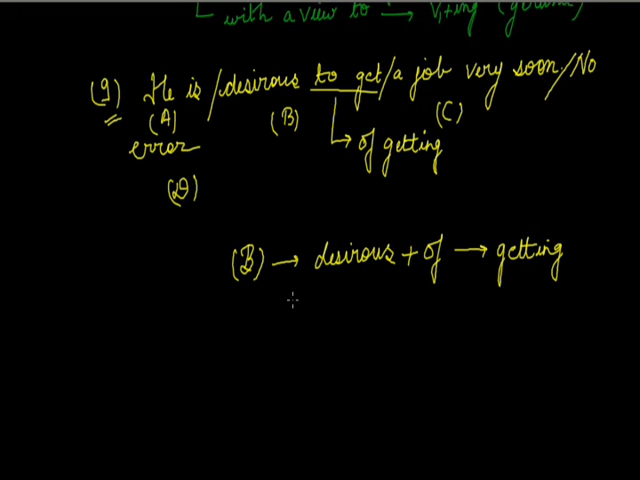 with a view to → V₁+ing (gerund)
(9) He is /desirous to get/a job very soon/No
(A) (B) (C)
error → of getting
(D)
(B) → desirous + of → getting